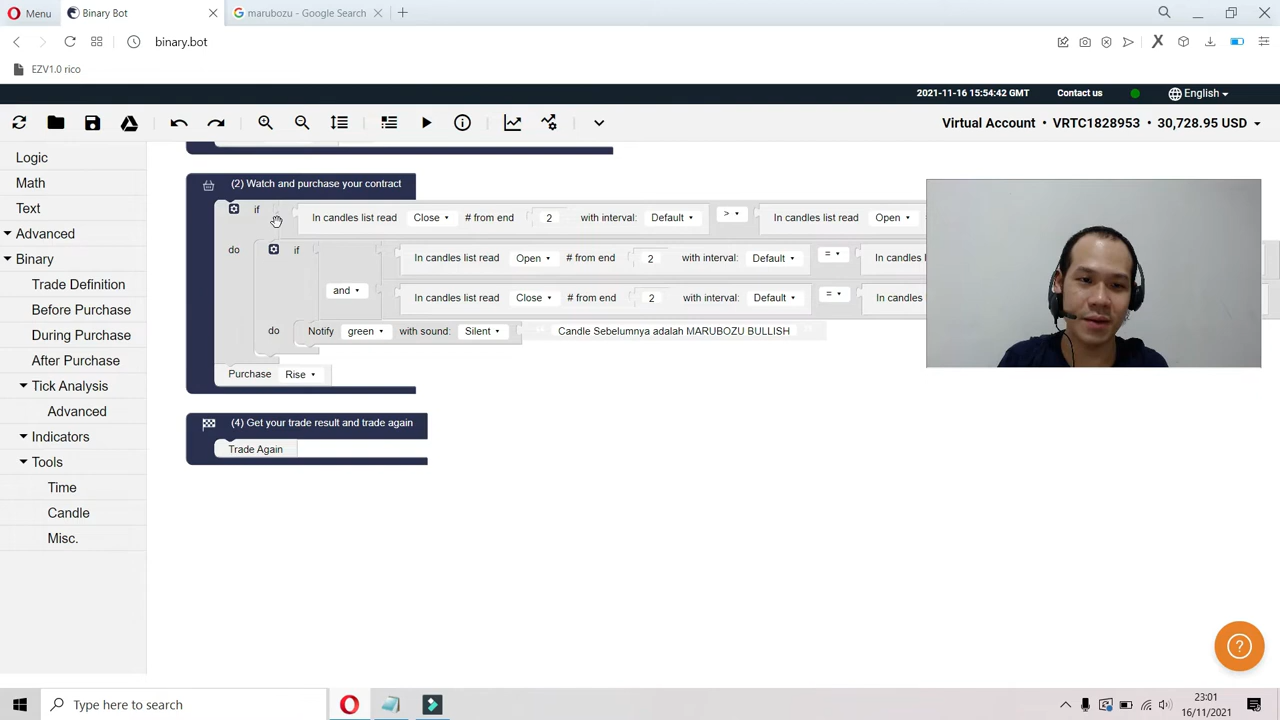 Menu
Binary Bot
marubozu - Google Search
binary.bot
EZV1.0 rico
2021-11-16 15:54:42 GMT
Contact us
English
Virtual Account • VRTC1828953 • 30,728.95 USD
Logic
Math
Text
Advanced
Binary
Trade Definition
Before Purchase
During Purchase
After Purchase
Tick Analysis
Advanced
Indicators
Tools
Time
Candle
Misc.
(2) Watch and purchase your contract
if In candles list read Close # from end 2 with interval: Default > In candles list read Open
do if In candles list read Open # from end 2 with interval: Default = In candles
and In candles list read Close # from end 2 with interval: Default = In candles
do Notify green with sound: Silent “ Candle Sebelumnya adalah MARUBOZU BULLISH ”
Purchase Rise
(4) Get your trade result and trade again
Trade Again
?
Type here to search
23:01
16/11/2021